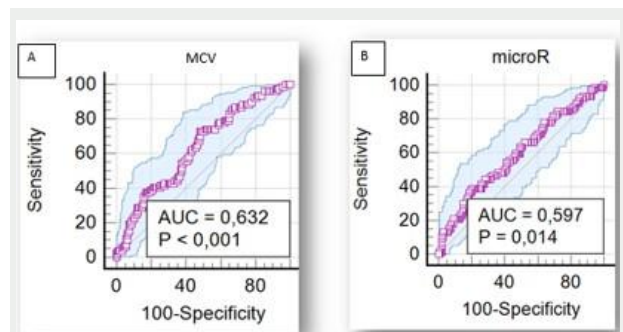 A
MCV
Sensitivity
100
80
60
40
20
0
AUC = 0,632
P < 0,001
0 40 80
100-Specificity
B
microR
Sensitivity
100
80
60
40
20
0
AUC = 0,597
P = 0,014
0 40 80
100-Specificity